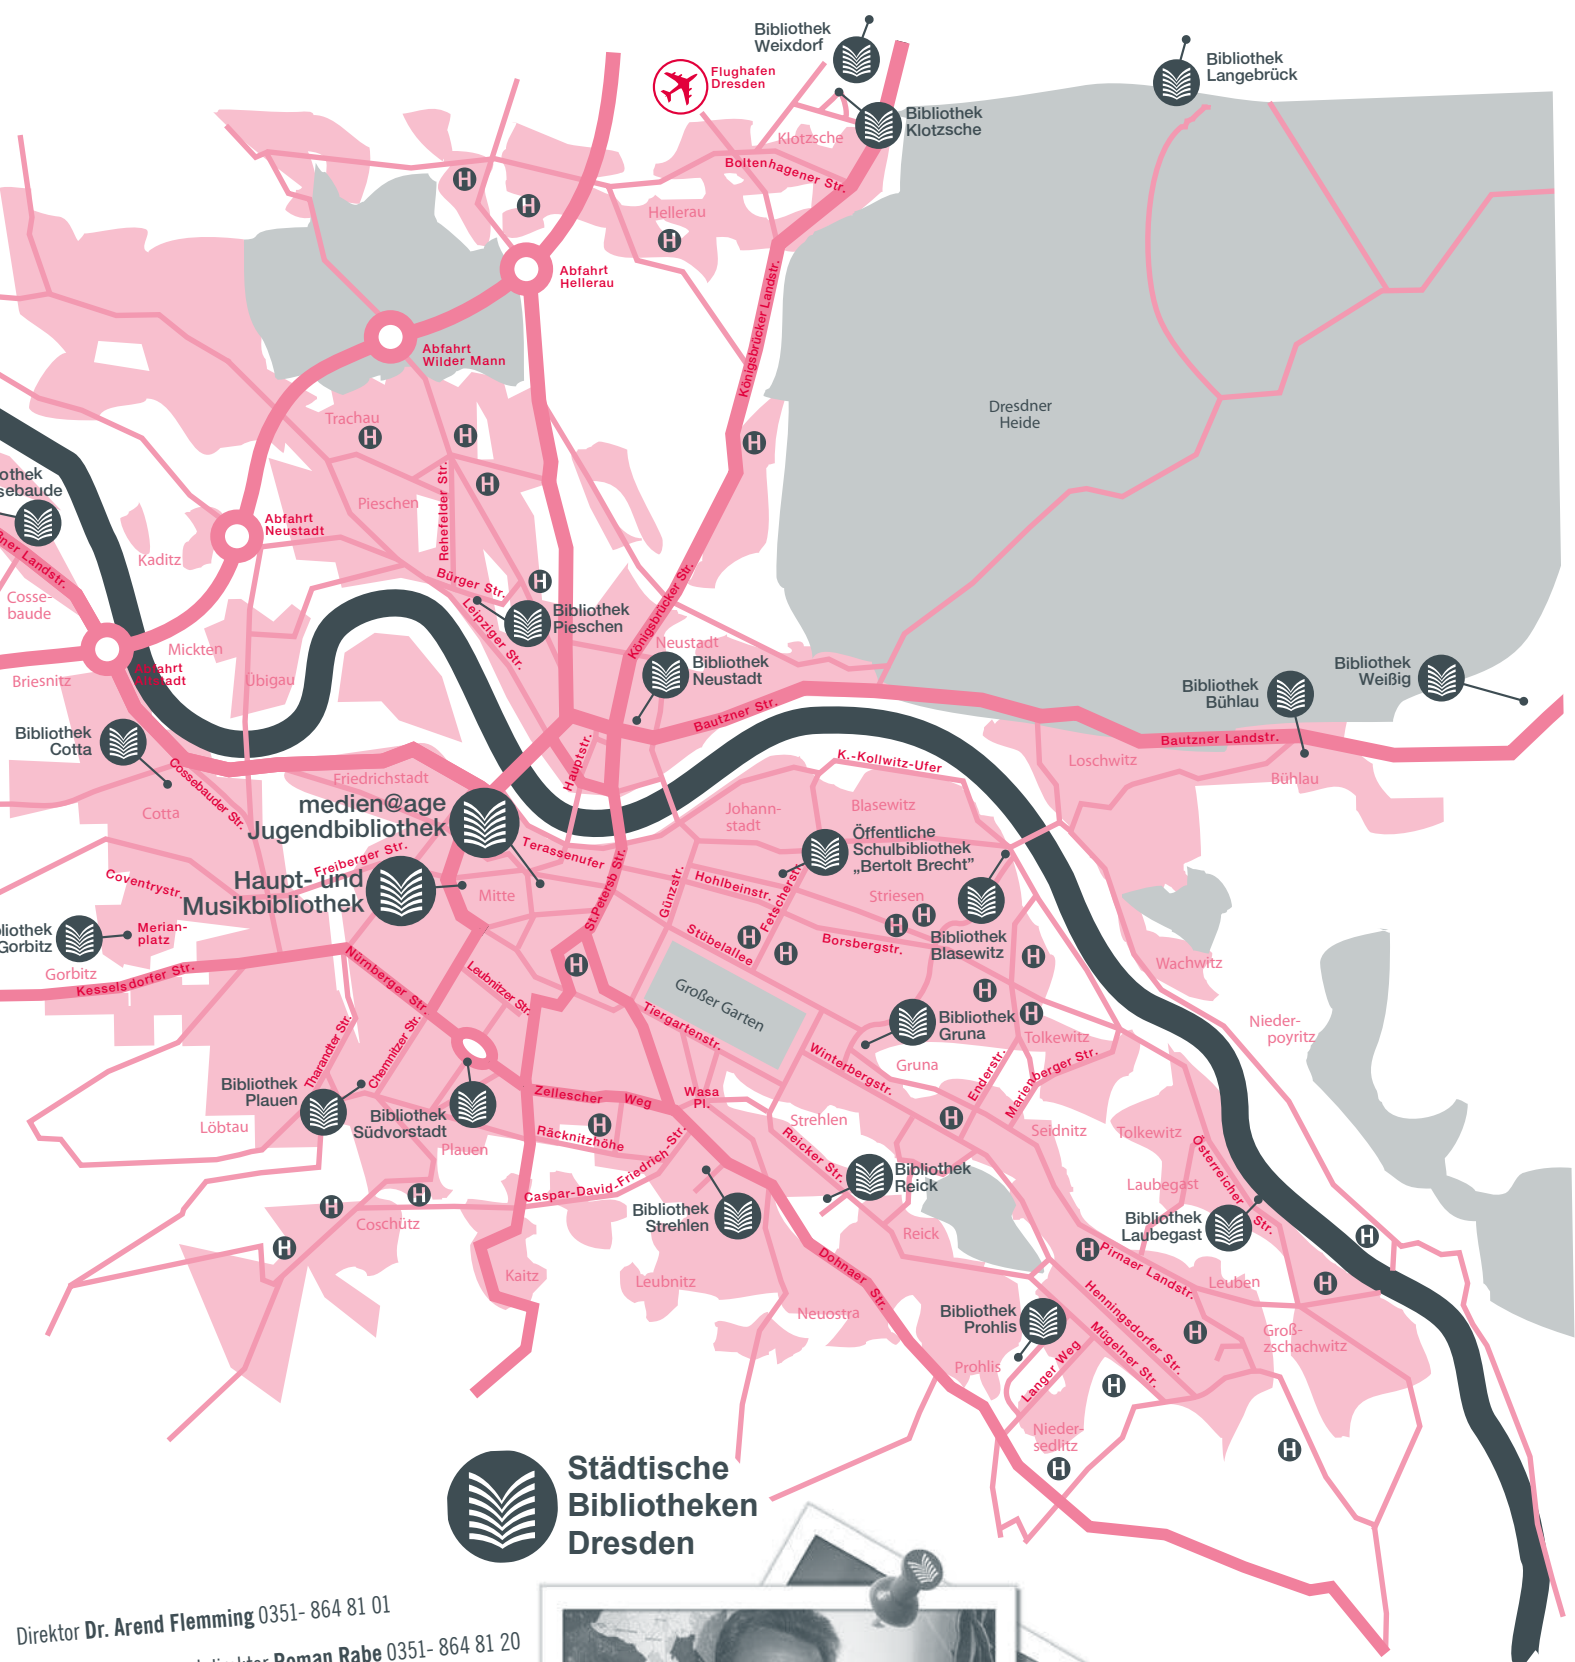 Bibliothek
Weixdorf
Flughafen
Dresden
Bibliothek
Langebrück
Bibliothek
Klotzsche
Klotzsche
Boltenhagener Str.
Hellerau
H
H
H
Abfahrt
Hellerau
Königsbrücker Landstr.
Abfahrt
Wilder Mann
Dresdner
Heide
Trachau
H
H
H
H
Rehefelder Str.
Pieschen
Abfahrt
Neustadt
Kaditz
Cosse-
baude
Bürger Str.
H
Leipziger Str.
Bibliothek
Pieschen
Königsbrücker Str.
Neustadt
Bibliothek
Neustadt
Mickten
Übigau
Briesnitz
Abfahrt
Altstadt
Bibliothek
Weißig
Bibliothek
Bühlau
Bautzner Str.
Bautzner Landstr.
Bibliothek
Cotta
Cossebauder Str.
Hauptstr.
K.-Kollwitz-Ufer
Loschwitz
Bühlau
Friedrichstadt
medien@age
Jugendbibliothek
Cotta
Johann-
stadt
Blasewitz
Öffentliche
Schulbibliothek
„Bertolt Brecht”
Terassenufer
Freiberger Str.
Coventrystr.
Haupt- und
Musikbibliothek
Mitte
St.Petersb Str.
Günzstr.
Hohlbeinstr.
Fetscherstr.
Striesen
H
H
Merian-
platz
Gorbitz
Kesselsdorfer Str.
Stübelallee
H
H
Borsbergstr.
Bibliothek
Blasewitz
H
Wachwitz
Nürnberger Str.
Leubnitzer Str.
H
Großer Garten
H
H
Bibliothek
Gruna
Tolkewitz
Nieder-
poyritz
Tharandter Str.
Chemnitzer Str.
Tiergartenstr.
Winterbergstr.
Gruna
Enderstr.
Marienberger Str.
Bibliothek
Plauen
Bibliothek
Südvorstadt
Zellescher Weg
Wasa
Pl.
H
H
Löbtau
Plauen
Räcknitzhöhe
Strehlen
Seidnitz
Tolkewitz
Reicker Str.
Caspar-David-Friedrich-Str.
Bibliothek
Reick
Laubegast
Österreicher Str.
H
H
H
Coschütz
Bibliothek
Strehlen
Bibliothek
Laubegast
Reick
H
H
Pirnaer Landstr.
Kaitz
Leubnitz
Dohnaer Str.
Leuben
H
Neuostra
Bibliothek
Prohlis
Henningsdorfer Str.
Mügelner Str.
H
Groß-
zschachwitz
Prohlis
Langer Weg
H
Nieder-
sedlitz
H
H
Städtische
Bibliotheken
Dresden
Direktor Dr. Arend Flemming 0351- 864 81 01
Roman Rabe 0351- 864 81 20